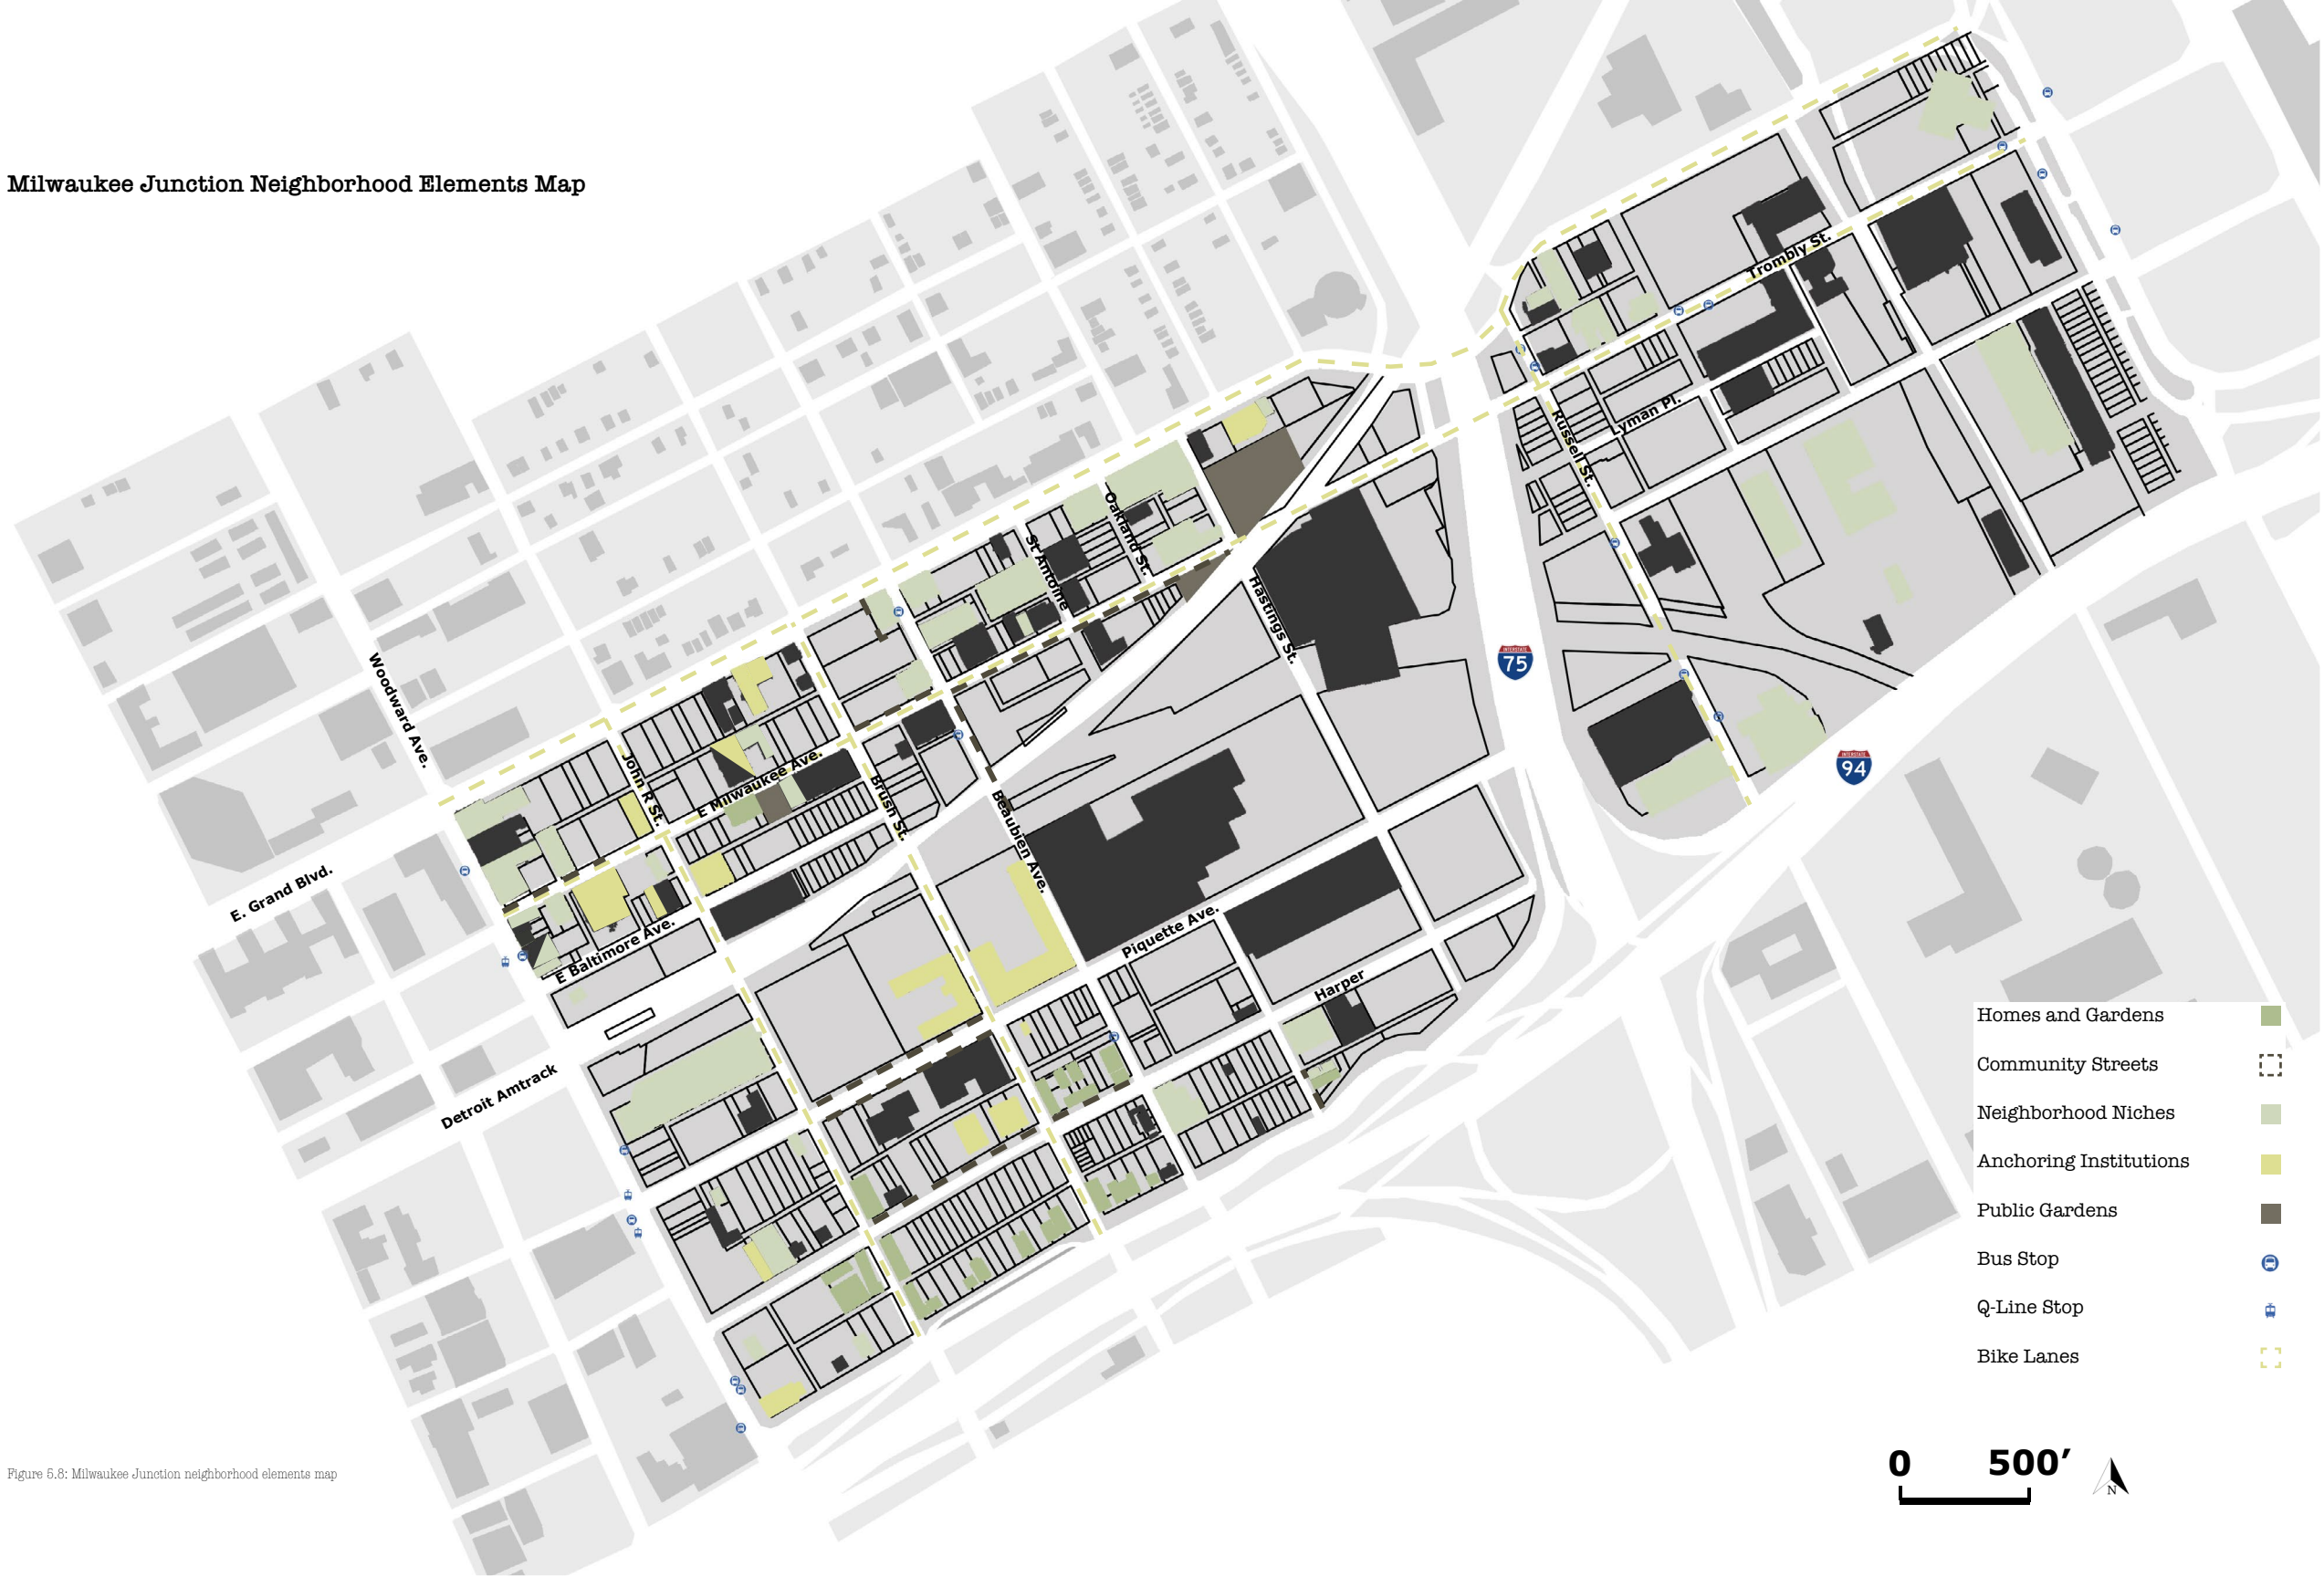 Milwaukee Junction Neighborhood Elements Map
Trombly St.
Lyman Pl.
Russell St.
Oakland St.
St Antoine
Hastings St.
INTERSTATE
75
Woodward Ave.
John R St.
E Milwaukee Ave.
Brush St.
Beaubien Ave.
INTERSTATE
94
E. Grand Blvd.
E Baltimore Ave.
Piquette Ave.
Harper
Detroit Amtrack
Homes and Gardens
Community Streets
Neighborhood Niches
Anchoring Institutions
Public Gardens
Bus Stop
Q-Line Stop
Bike Lanes
0 500’
N
Figure 5.8: Milwaukee Junction neighborhood elements map